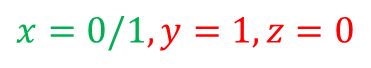 x = 0/1, y = 1, z = 0